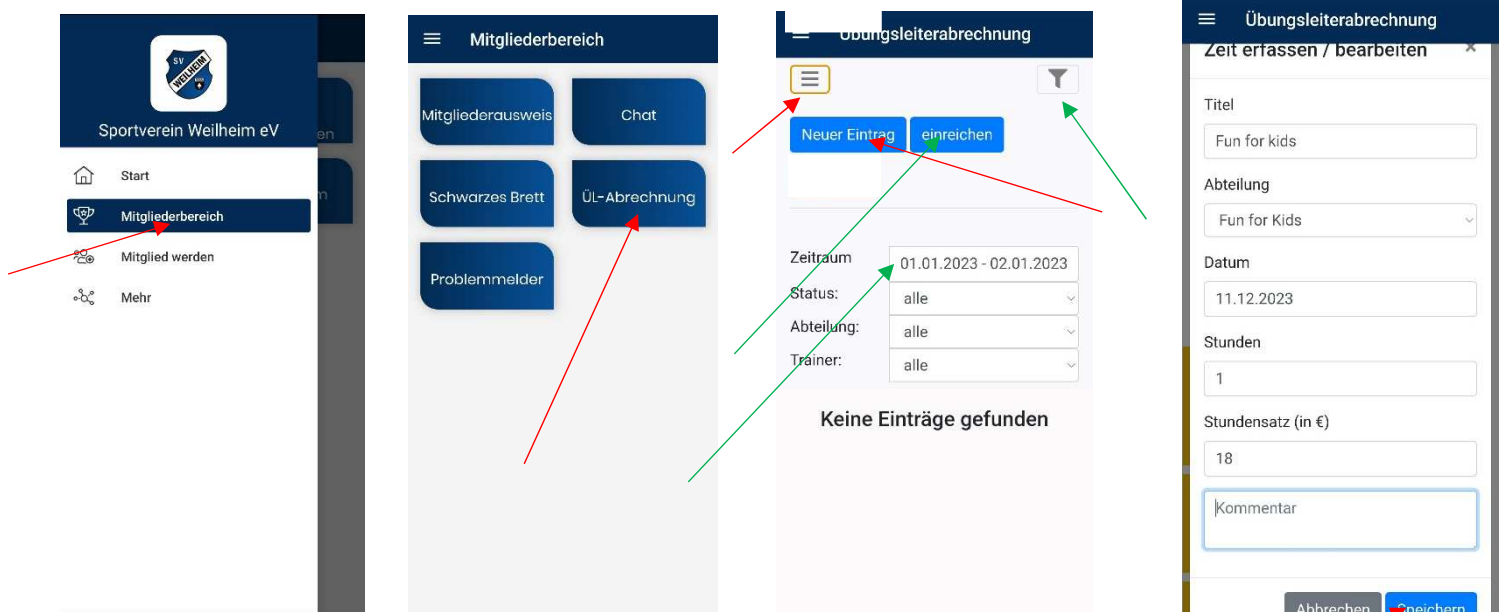 SV
WEILHEIM
Sportverein Weilheim eV
en
m
Start
Mitgliederbereich
Mitglied werden
Mehr
Mitgliederbereich
Mitgliederausweis
Chat
Schwarzes Brett
ÜL-Abrechnung
Problemmelder
Übungsleiterabrechnung
Neuer Eintrag
einreichen
Zeitraum
01.01.2023 - 02.01.2023
Status:
alle
Abteilung:
alle
Trainer:
alle
Keine Einträge gefunden
Übungsleiterabrechnung
Zeit erfassen / bearbeiten ×
Titel
Fun for kids
Abteilung
Fun for Kids
Datum
11.12.2023
Stunden
1
Stundensatz (in €)
18
Kommentar
Abbrechen
Speichern